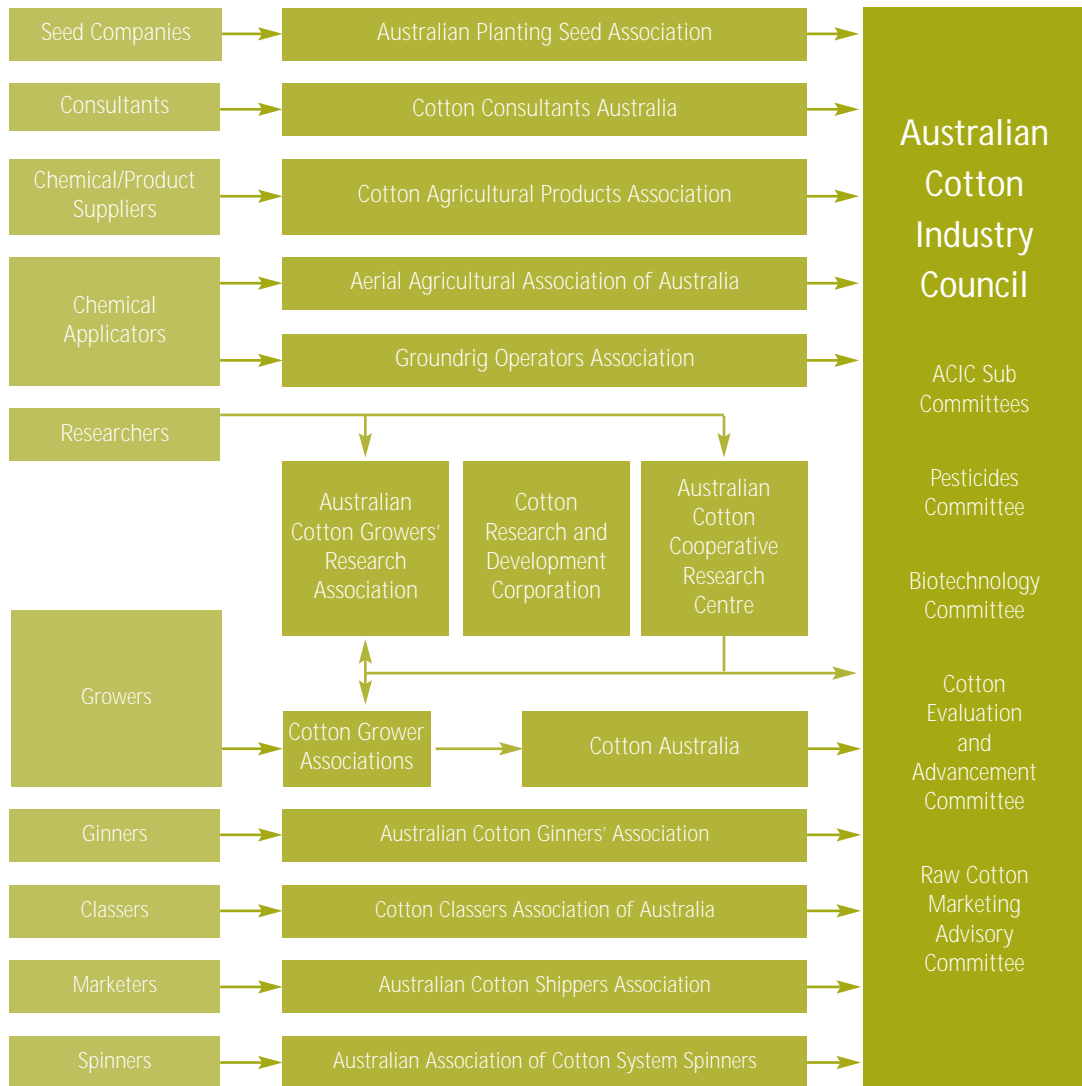 Seed Companies
Australian Planting Seed Association
Consultants
Cotton Consultants Australia
Chemical/Product
Suppliers
Cotton Agricultural Products Association
Chemical
Applicators
Aerial Agricultural Association of Australia
Groundrig Operators Association
Researchers
Australian
Cotton Growers’
Research
Association
Cotton
Research and
Development
Corporation
Australian
Cotton
Cooperative
Research
Centre
Growers
Cotton Grower
Associations
Cotton Australia
Ginners
Australian Cotton Ginners’ Association
Classers
Cotton Classers Association of Australia
Marketers
Australian Cotton Shippers Association
Spinners
Australian Association of Cotton System Spinners
Australian
Cotton
Industry
Council
ACIC Sub
Committees
Pesticides
Committee
Biotechnology
Committee
Cotton
Evaluation
and
Advancement
Committee
Raw Cotton
Marketing
Advisory
Committee